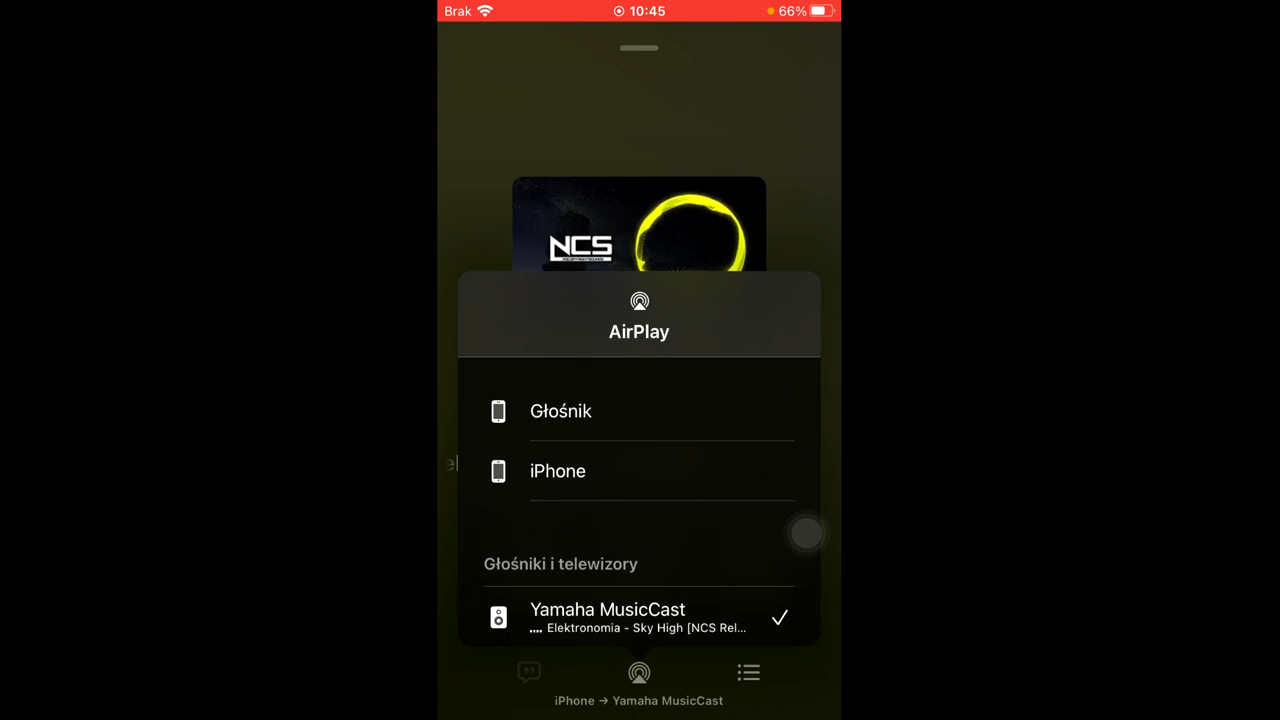 Brak 10:45 66%
NCS
AirPlay
Głośnik
iPhone
el
Głośniki i telewizory
Yamaha MusicCast
Elektronomia - Sky High [NCS Rel...
iPhone → Yamaha MusicCast